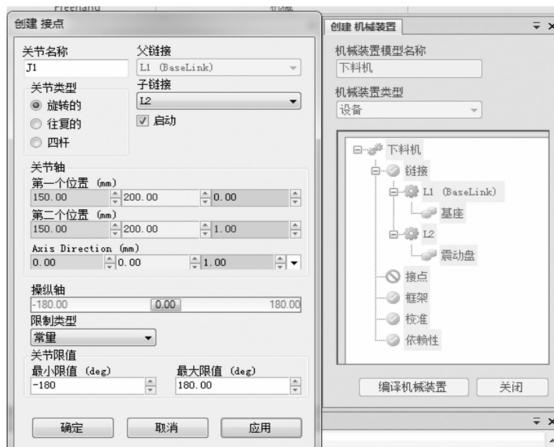 Freehand
机械
创建 接点
关节名称
父链接
J1
L1 (BaseLink)
关节类型
子链接
旋转的
L2
往复的
启动
四杆
关节轴
第一个位置 (mm)
150.00 200.00 0.00
第二个位置 (mm)
150.00 200.00 1.00
Axis Direction (mm)
0.00 0.00 1.00
操纵轴
-180.00 0.00 180.00
限制类型
常量
关节限值
最小限值 (deg) 最大限值 (deg)
-180 180.00
确定 取消 应用
创建 机械装置
机械装置模型名称
下料机
机械装置类型
设备
下料机
链接
L1 (BaseLink)
基座
L2
震动盘
接点
框架
校准
依赖性
编译机械装置 关闭